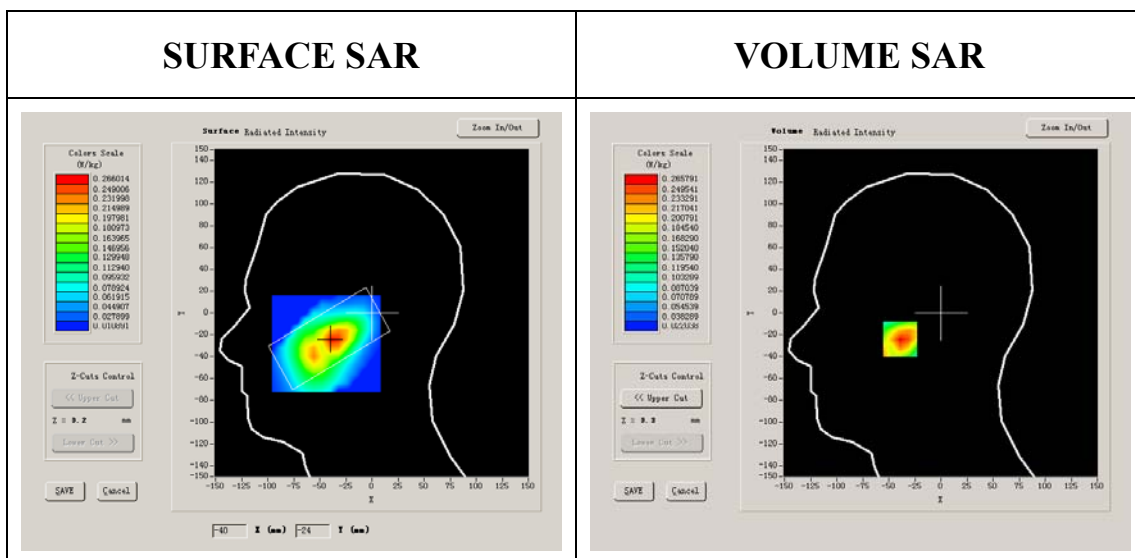 SURFACE SAR
VOLUME SAR
Surface Radiated Intensity
Zoom In/Out
Colors Scale
(W/kg)
0.266014
0.249006
0.231998
0.214989
0.197981
0.180973
0.163965
0.146956
0.129948
0.112940
0.095932
0.078924
0.061915
0.044907
0.027899
0.010891
150
140
120
100
80
60
40
20
0
-20
-40
-60
-80
-100
-120
-140
-150
Y
-150 -125 -100 -75 -50 -25 0 25 50 75 100 125 150
X
Z-Cuts Control
<< Upper Cut
Z = 9.2 mm
Lower Cut >>
SAVE Cancel
-40 X (mm) -24 Y (mm)
Volume Radiated Intensity
Zoom In/Out
Colors Scale
(W/kg)
0.265791
0.249541
0.233291
0.217041
0.200791
0.184540
0.168290
0.152040
0.135790
0.119540
0.103289
0.087039
0.070789
0.054539
0.038289
150
140
120
100
80
60
40
20
0
-20
-40
-60
-80
-100
-120
-140
-150
Y
-150 -125 -100 -75 -50 -25 0 25 50 75 100 125 150
X
Z-Cuts Control
<< Upper Cut
mm
Lower Cut >>
SAVE Cancel